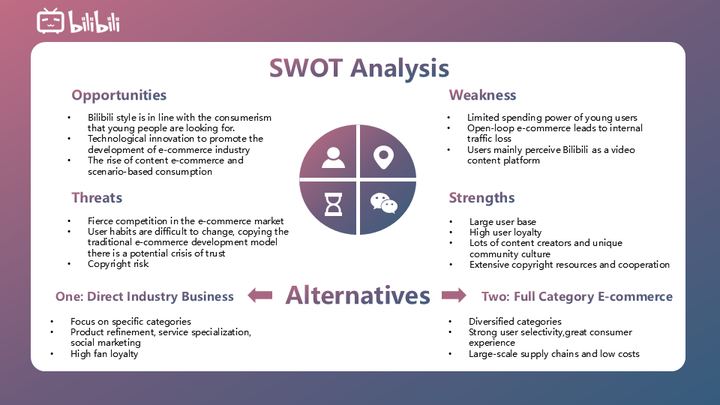 bilibili
SWOT Analysis
Opportunities
• Bilibili style is in line with the consumerism
that young people are looking for.
• Technological innovation to promote the
development of e-commerce industry
• The rise of content e-commerce and
scenario-based consumption
Weakness
• Limited spending power of young users
• Open-loop e-commerce leads to internal
traffic loss
• Users mainly perceive Bilibili as a video
content platform
Threats
• Fierce competition in the e-commerce market
• User habits are difficult to change, copying the
traditional e-commerce development model
there is a potential crisis of trust
• Copyright risk
Strengths
• Large user base
• High user loyalty
• Lots of content creators and unique
community culture
• Extensive copyright resources and cooperation
One: Direct Industry Business
Alternatives
Two: Full Category E-commerce
• Focus on specific categories
• Product refinement, service specialization,
social marketing
• High fan loyalty
• Diversified categories
• Strong user selectivity,great consumer
experience
• Large-scale supply chains and low costs